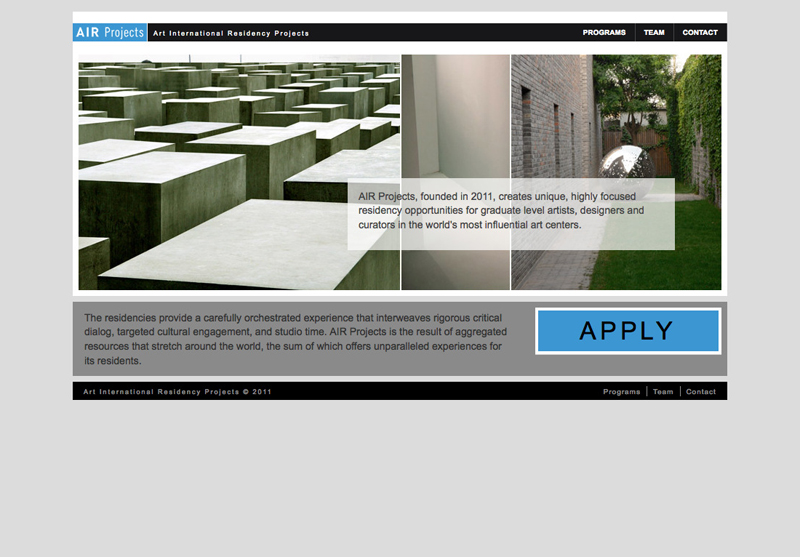 AIR Projects Art International Residency Projects PROGRAMS TEAM CONTACT
AIR Projects, founded in 2011, creates unique, highly focused
residency opportunities for graduate level artists, designers and
curators in the world's most influential art centers.
The residencies provide a carefully orchestrated experience that interweaves rigorous critical
dialog, targeted cultural engagement, and studio time. AIR Projects is the result of aggregated
resources that stretch around the world, the sum of which offers unparalleled experiences for
its residents.
APPLY
Art International Residency Projects © 2011 Programs Team Contact